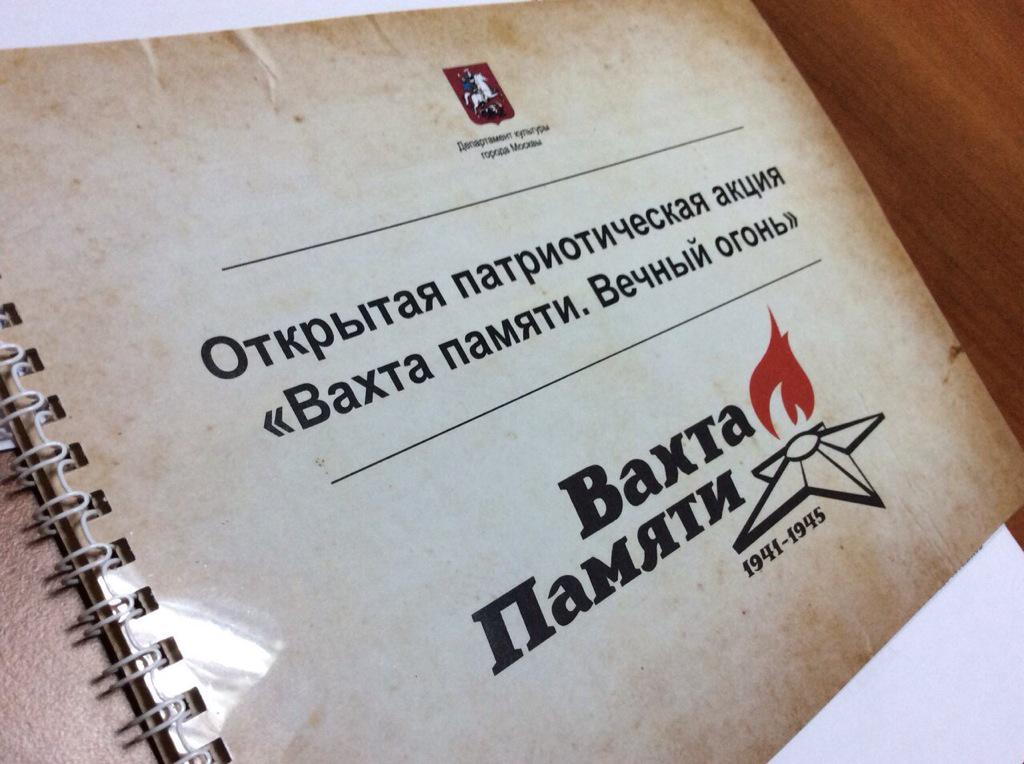 Департамент культуры
города Москвы
Открытая патриотическая акция
«Вахта памяти. Вечный огонь»
Вахта
Памяти
1941-1945